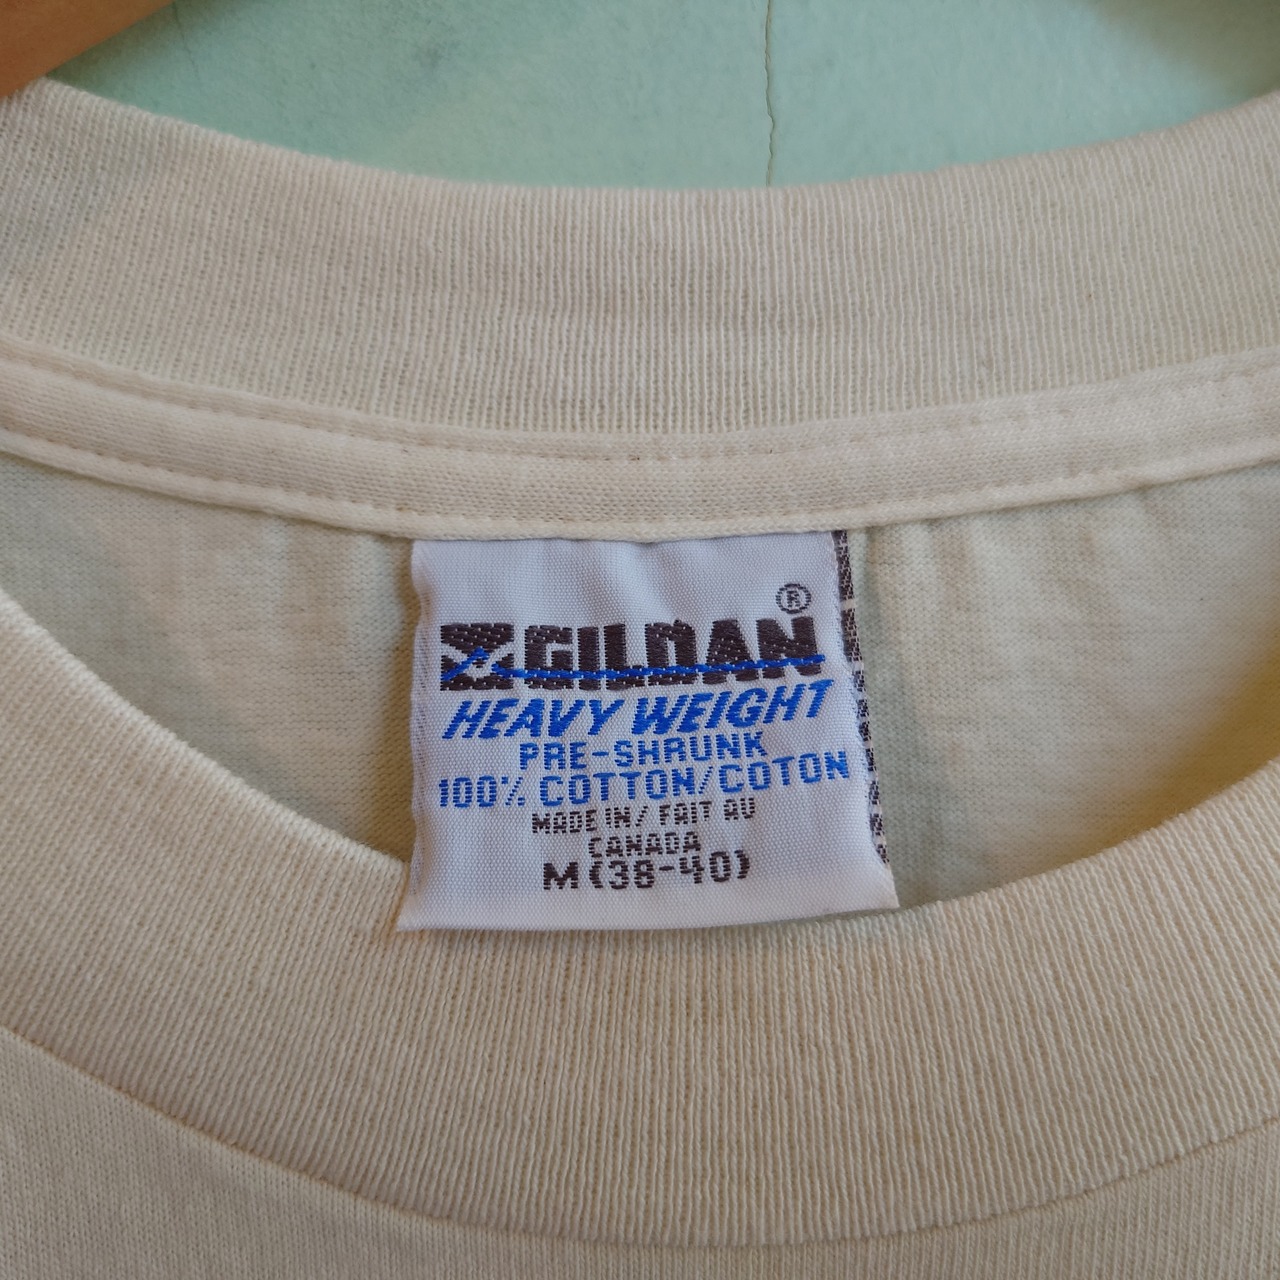 ®
GILDAN
HEAVY WEIGHT
PRE-SHRUNK
100% COTTON/COTON
MADE IN/ FAIT AU
CANADA
M (38-40)